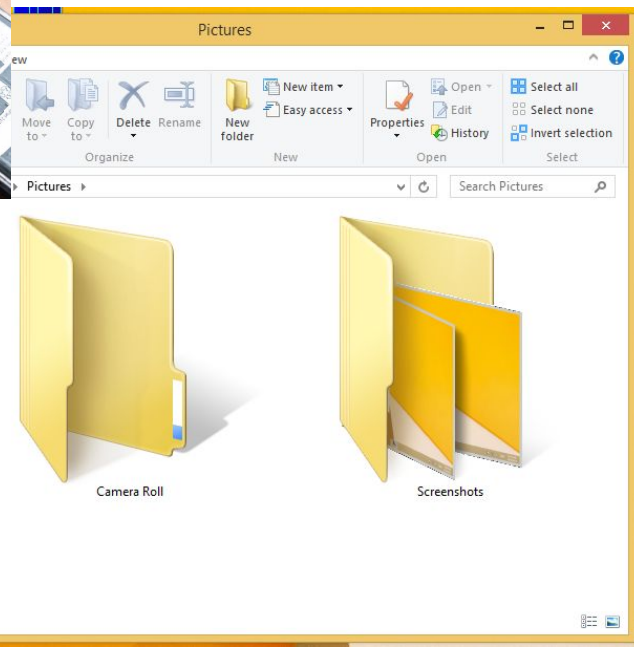 Pictures
ew
Move to
Copy to
Delete
Rename
New folder
New item
Easy access
Properties
Open
Edit
History
Select all
Select none
Invert selection
Organize
New
Open
Select
Pictures
Search Pictures
Camera Roll
Screenshots